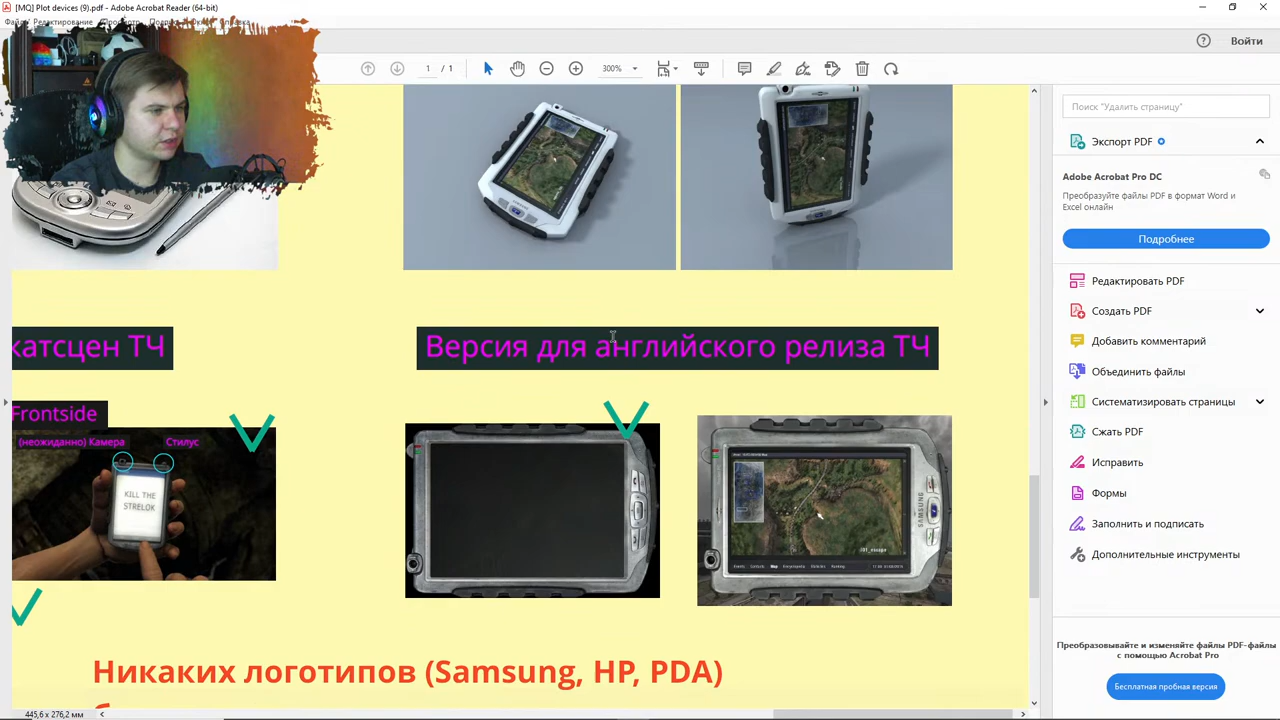 [MQ] Plot devices (9).pdf - Adobe Acrobat Reader (64-bit)
Файл Редактирование Просмотр
Войти
1 / 1
300%
Поиск "Удалить страницу"
Экспорт PDF
Adobe Acrobat Pro DC
Преобразуйте файлы PDF в формат Word и
Excel онлайн
Подробнее
Редактировать PDF
Создать PDF
Добавить комментарий
Объединить файлы
Систематизировать страницы
Сжать PDF
Исправить
Формы
Заполнить и подписать
Дополнительные инструменты
Преобразовывайте и изменяйте файлы PDF-файлы
с помощью Acrobat Pro
Бесплатная пробная версия
катсцен ТЧ
Версия для английского релиза ТЧ
Frontside
(неожиданно) Камера
Стилус
KILL THE
STRELOK
SAMSUNG
Никаких логотипов (Samsung, HP, PDA)
445,6 x 276,2 мм